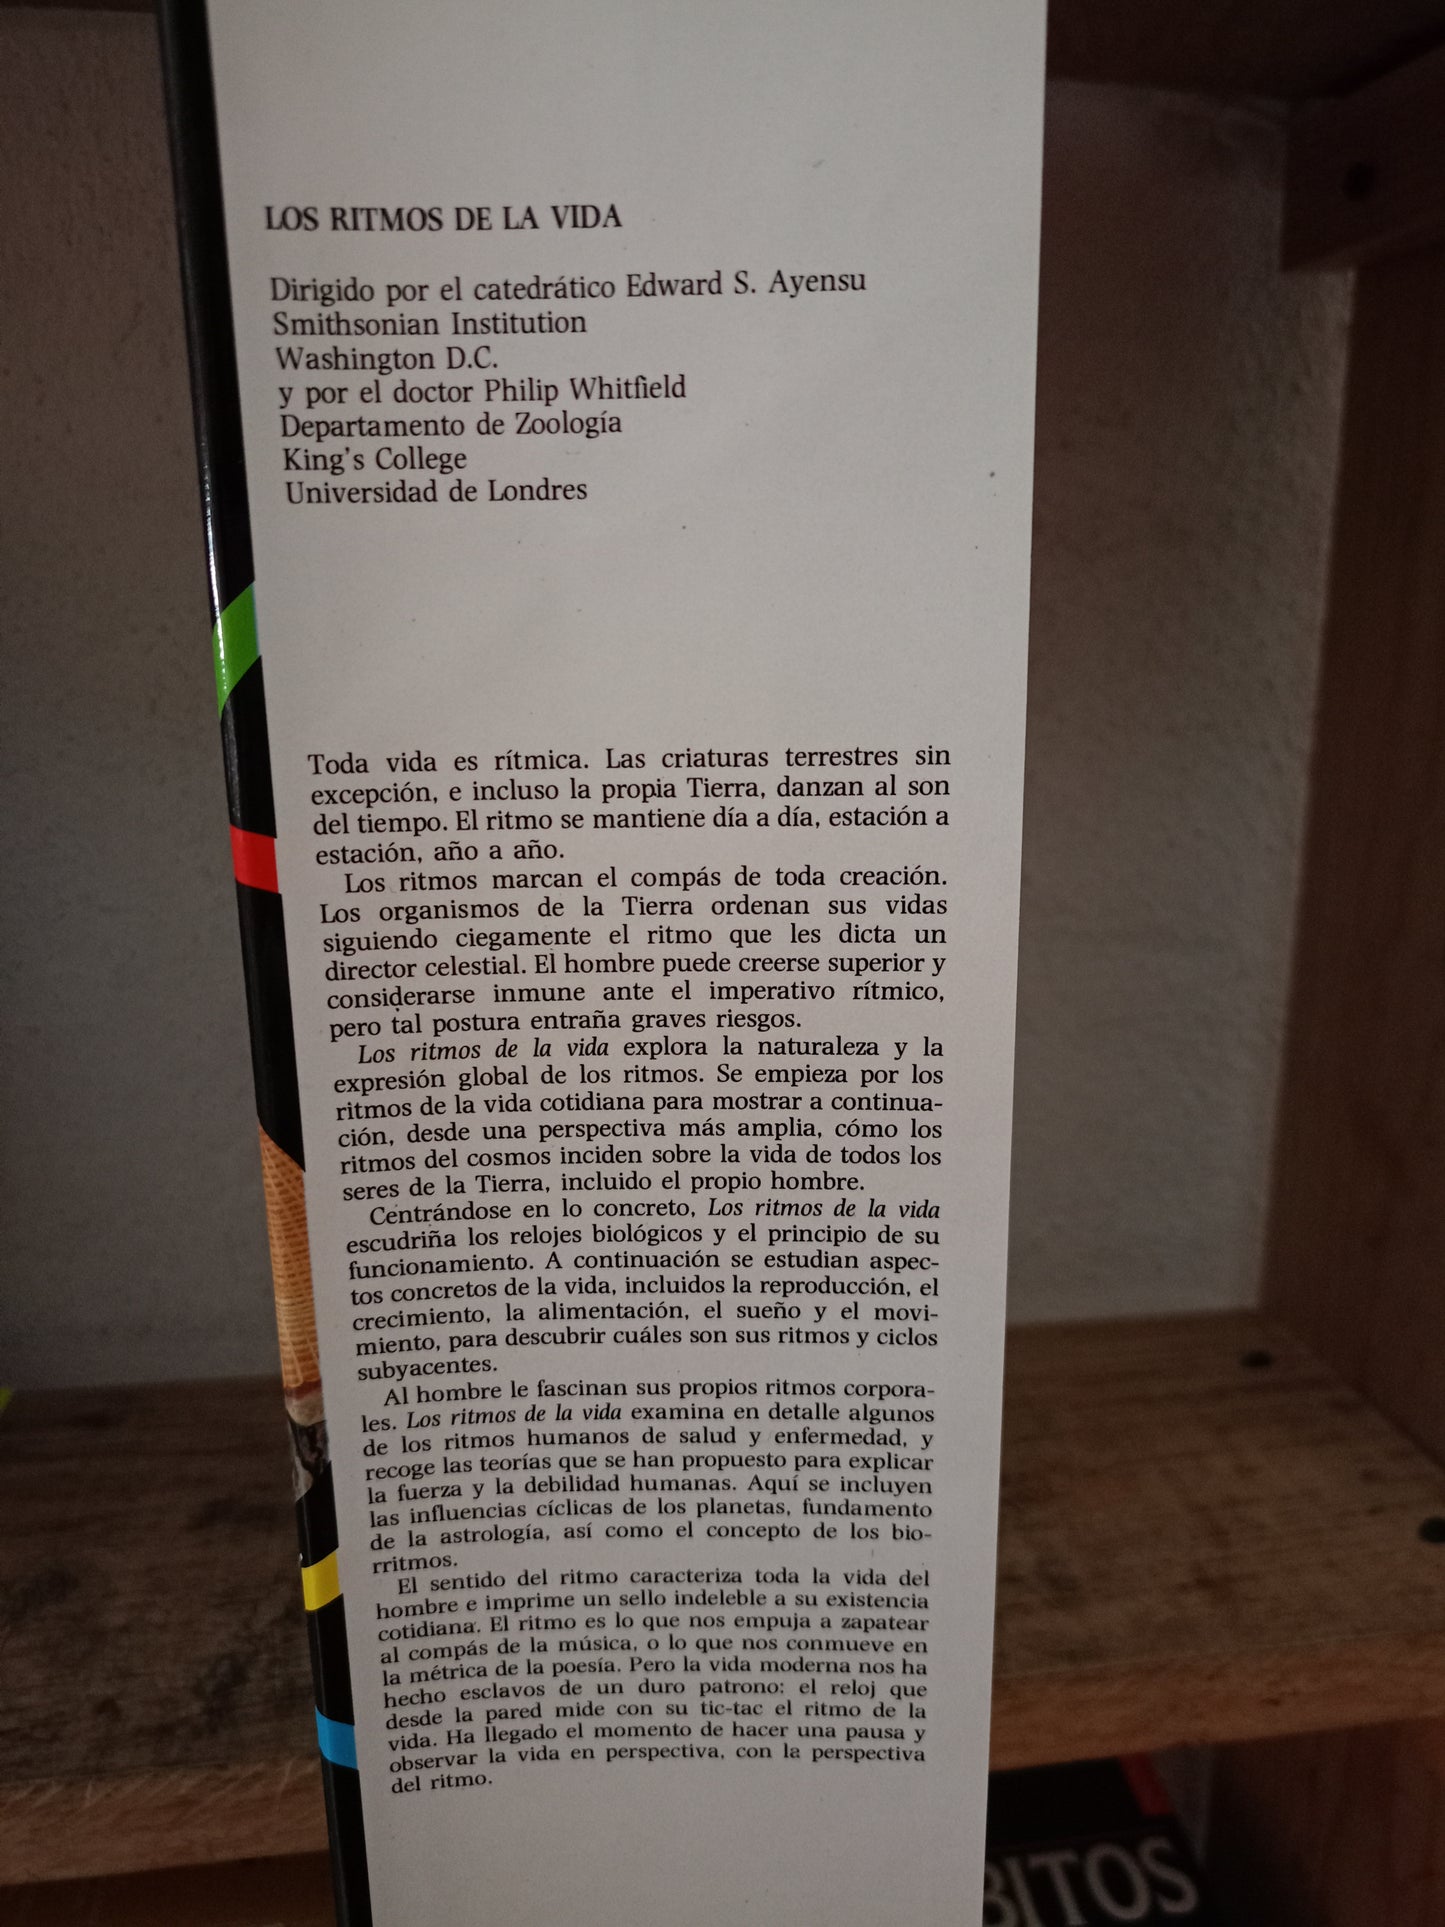 LOS RITMOS DE LA VIDA
Dirigido por el catedrático Edward S. Ayensu
Smithsonian Institution
Washington D.C.
y por el doctor Philip Whitfield
Departamento de Zoología
King's College
Universidad de Londres
Toda vida es rítmica. Las criaturas terrestres sin
excepción, e incluso la propia Tierra, danzan al son
del tiempo. El ritmo se mantiene día a día, estación a
estación, año a año.
Los ritmos marcan el compás de toda creación.
Los organismos de la Tierra ordenan sus vidas
siguiendo ciegamente el ritmo que les dicta un
director celestial. El hombre puede creerse superior y
considerarse inmune ante el imperativo rítmico,
pero tal postura entraña graves riesgos.
Los ritmos de la vida explora la naturaleza y la
expresión global de los ritmos. Se empieza por los
ritmos de la vida cotidiana para mostrar a continua-
ción, desde una perspectiva más amplia, cómo los
ritmos del cosmos inciden sobre la vida de todos los
seres de la Tierra, incluido el propio hombre.
Centrándose en lo concreto, Los ritmos de la vida
escudriña los relojes biológicos y el principio de su
funcionamiento. A continuación se estudian aspec-
tos concretos de la vida, incluidos la reproducción, el
crecimiento, la alimentación, el sueño y el movi-
miento, para descubrir cuáles son sus ritmos y ciclos
subyacentes.
Al hombre le fascinan sus propios ritmos corpora-
les. Los ritmos de la vida examina en detalle algunos
de los ritmos humanos de salud y enfermedad, y
recoge las teorías que se han propuesto para explicar
la fuerza y la debilidad humanas. Aquí se incluyen
las influencias cíclicas de los planetas, fundamento
de la astrología, así como el concepto de los bio-
rritmos.
El sentido del ritmo caracteriza toda la vida del
hombre e imprime un sello indeleble a su existencia
cotidiana. El ritmo es lo que nos empuja a zapatear
al compás de la música, o lo que nos conmueve en
la métrica de la poesía. Pero la vida moderna nos ha
hecho esclavos de un duro patrono: el reloj que
desde la pared mide con su tic-tac el ritmo de la
vida. Ha llegado el momento de hacer una pausa y
observar la vida en perspectiva, con la perspectiva
del ritmo.
BITOS